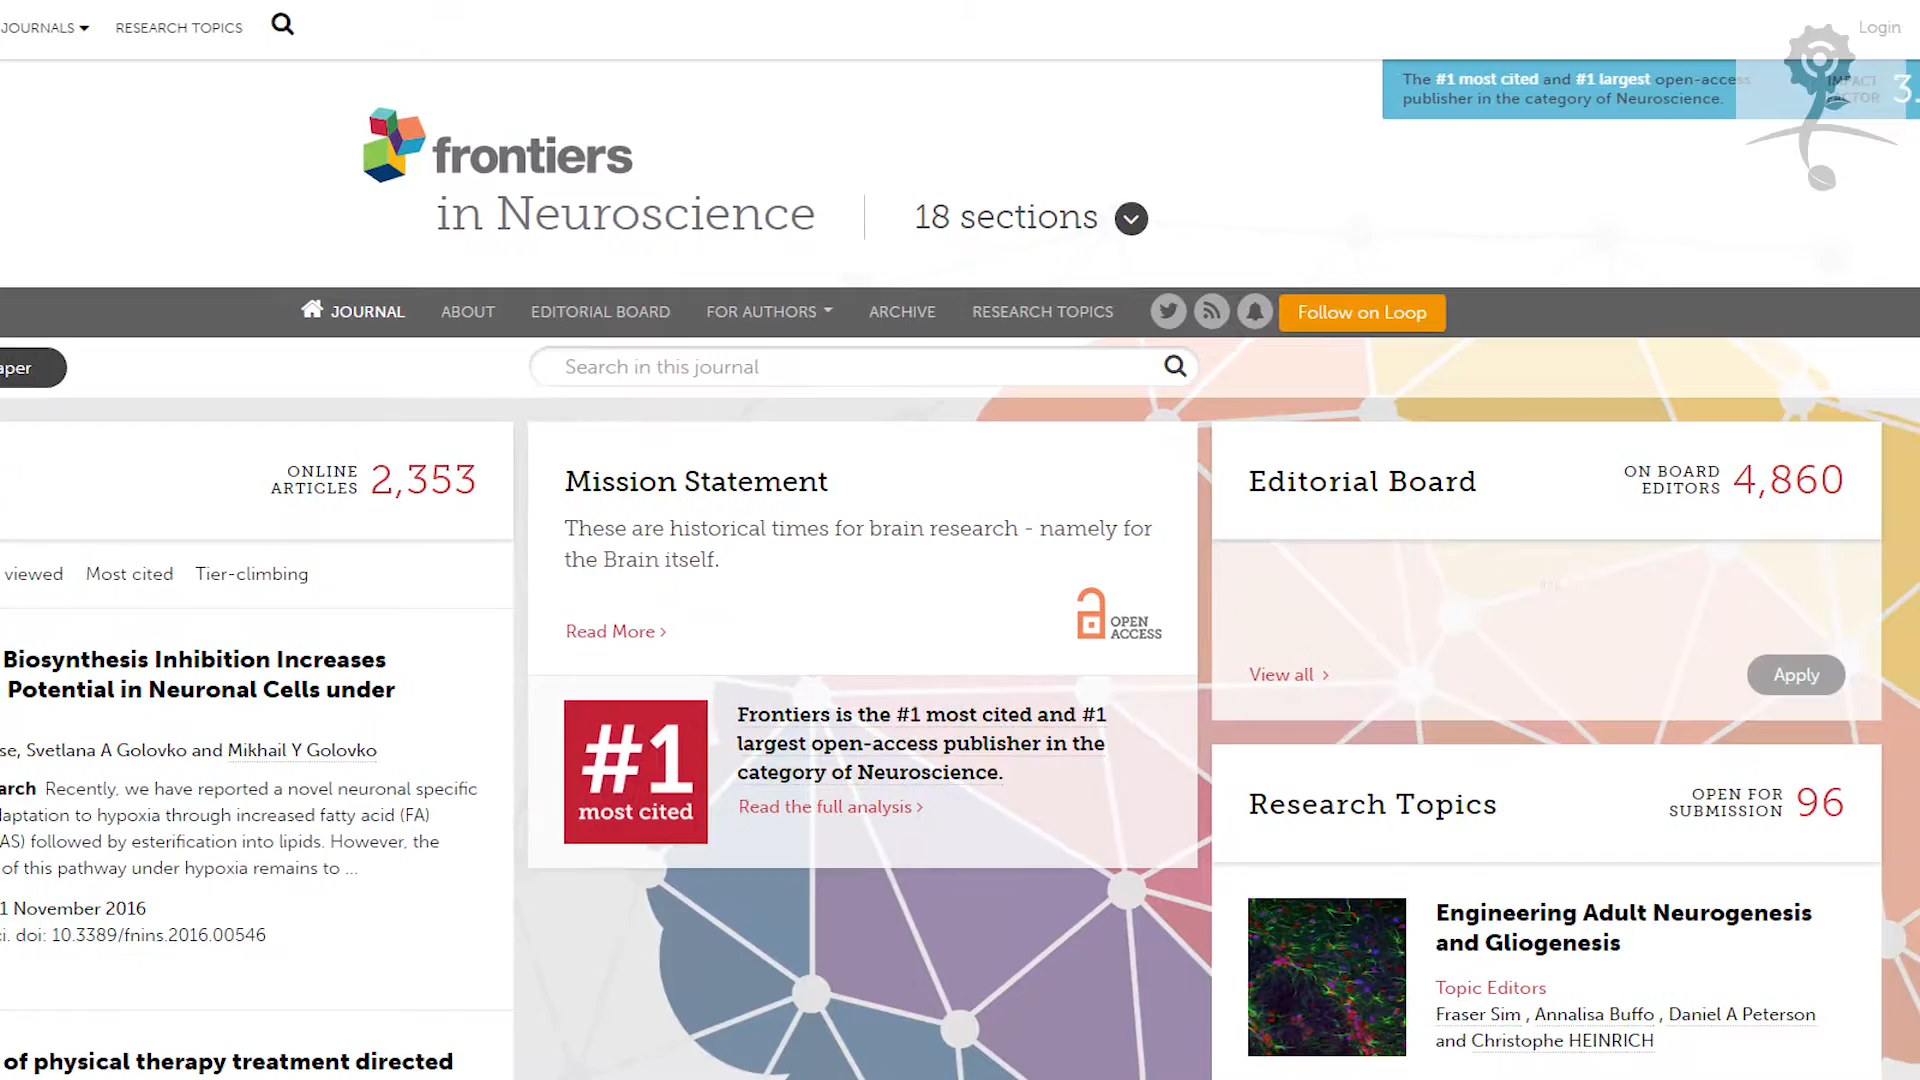 JOURNALS
RESEARCH TOPICS
Login
The #1 most cited and #1 largest open-access
publisher in the category of Neuroscience.
IMPACT
FACTOR
3.
frontiers
in Neuroscience
18 sections
JOURNAL
ABOUT
EDITORIAL BOARD
FOR AUTHORS
ARCHIVE
RESEARCH TOPICS
Follow on Loop
aper
Search in this journal
ONLINE
ARTICLES
2,353
viewed
Most cited
Tier-climbing
Biosynthesis Inhibition Increases
Potential in Neuronal Cells under
se, Svetlana A Golovko and Mikhail Y Golovko
arch Recently, we have reported a novel neuronal specific
laptation to hypoxia through increased fatty acid (FA)
AS) followed by esterification into lipids. However, the
of this pathway under hypoxia remains to ...
1 November 2016
ci. doi: 10.3389/fnins.2016.00546
of physical therapy treatment directed
Mission Statement
These are historical times for brain research - namely for
the Brain itself.
Read More >
OPEN
ACCESS
#1
most cited
Frontiers is the #1 most cited and #1
largest open-access publisher in the
category of Neuroscience.
Read the full analysis >
Editorial Board
ON BOARD
EDITORS
4,860
View all >
Apply
Research Topics
OPEN FOR
SUBMISSION
96
Engineering Adult Neurogenesis
and Gliogenesis
Topic Editors
Fraser Sim , Annalisa Buffo , Daniel A Peterson
and Christophe HEINRICH